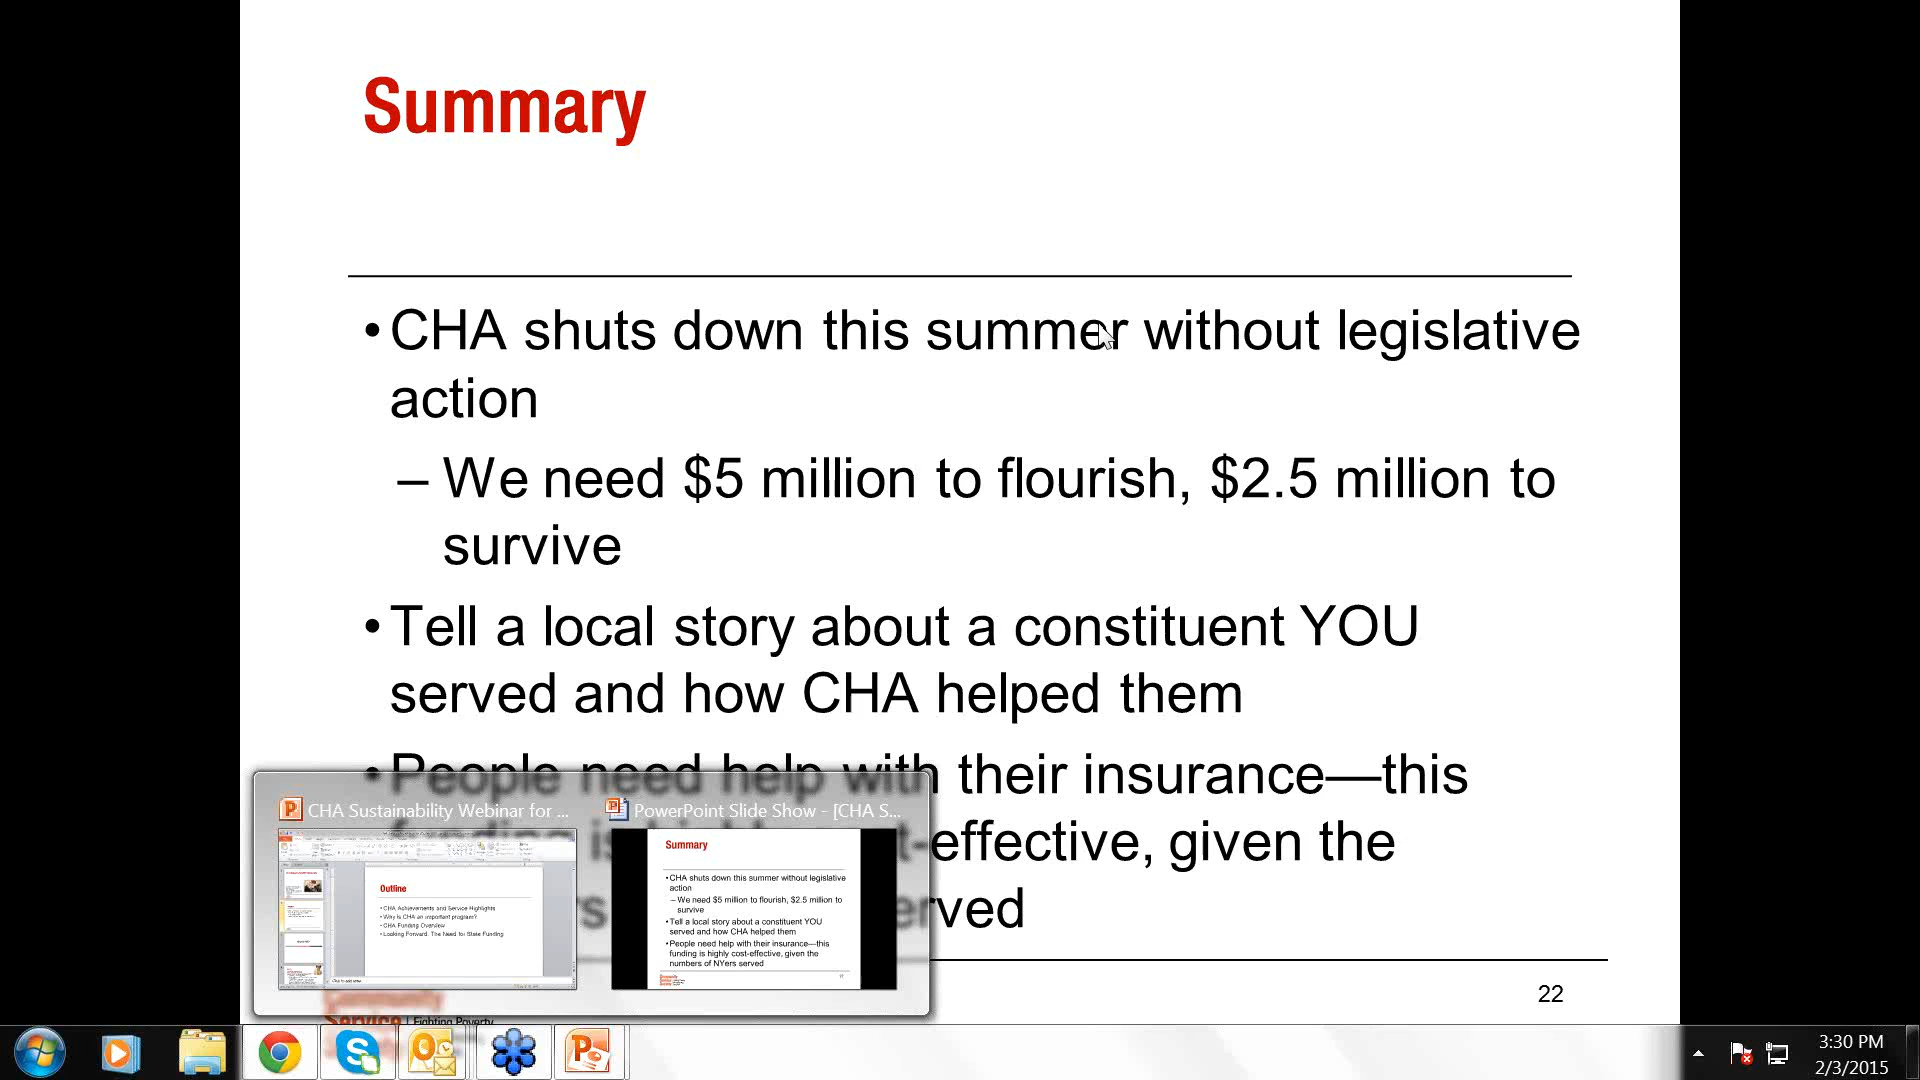 Summary
•CHA shuts down this summer without legislative
action
– We need $5 million to flourish, $2.5 million to
survive
•Tell a local story about a constituent YOU
served and how CHA helped them
•People need help with their insurance—this
-effective, given the
rved
22
CHA Sustainability Webinar for ...
PowerPoint Slide Show - [CHA S...
Outline
•CHA Achievements and Service Highlights
•Why is CHA an important program?
•CHA Funding Overview
•Looking Forward: The Need for State Funding
Summary
•CHA shuts down this summer without legislative
action
– We need $5 million to flourish, $2.5 million to
survive
•Tell a local story about a constituent YOU
served and how CHA helped them
•People need help with their insurance—this
funding is highly cost-effective, given the
numbers of NYers served
Community
Service | Fighting Poverty
3:30 PM
2/3/2015